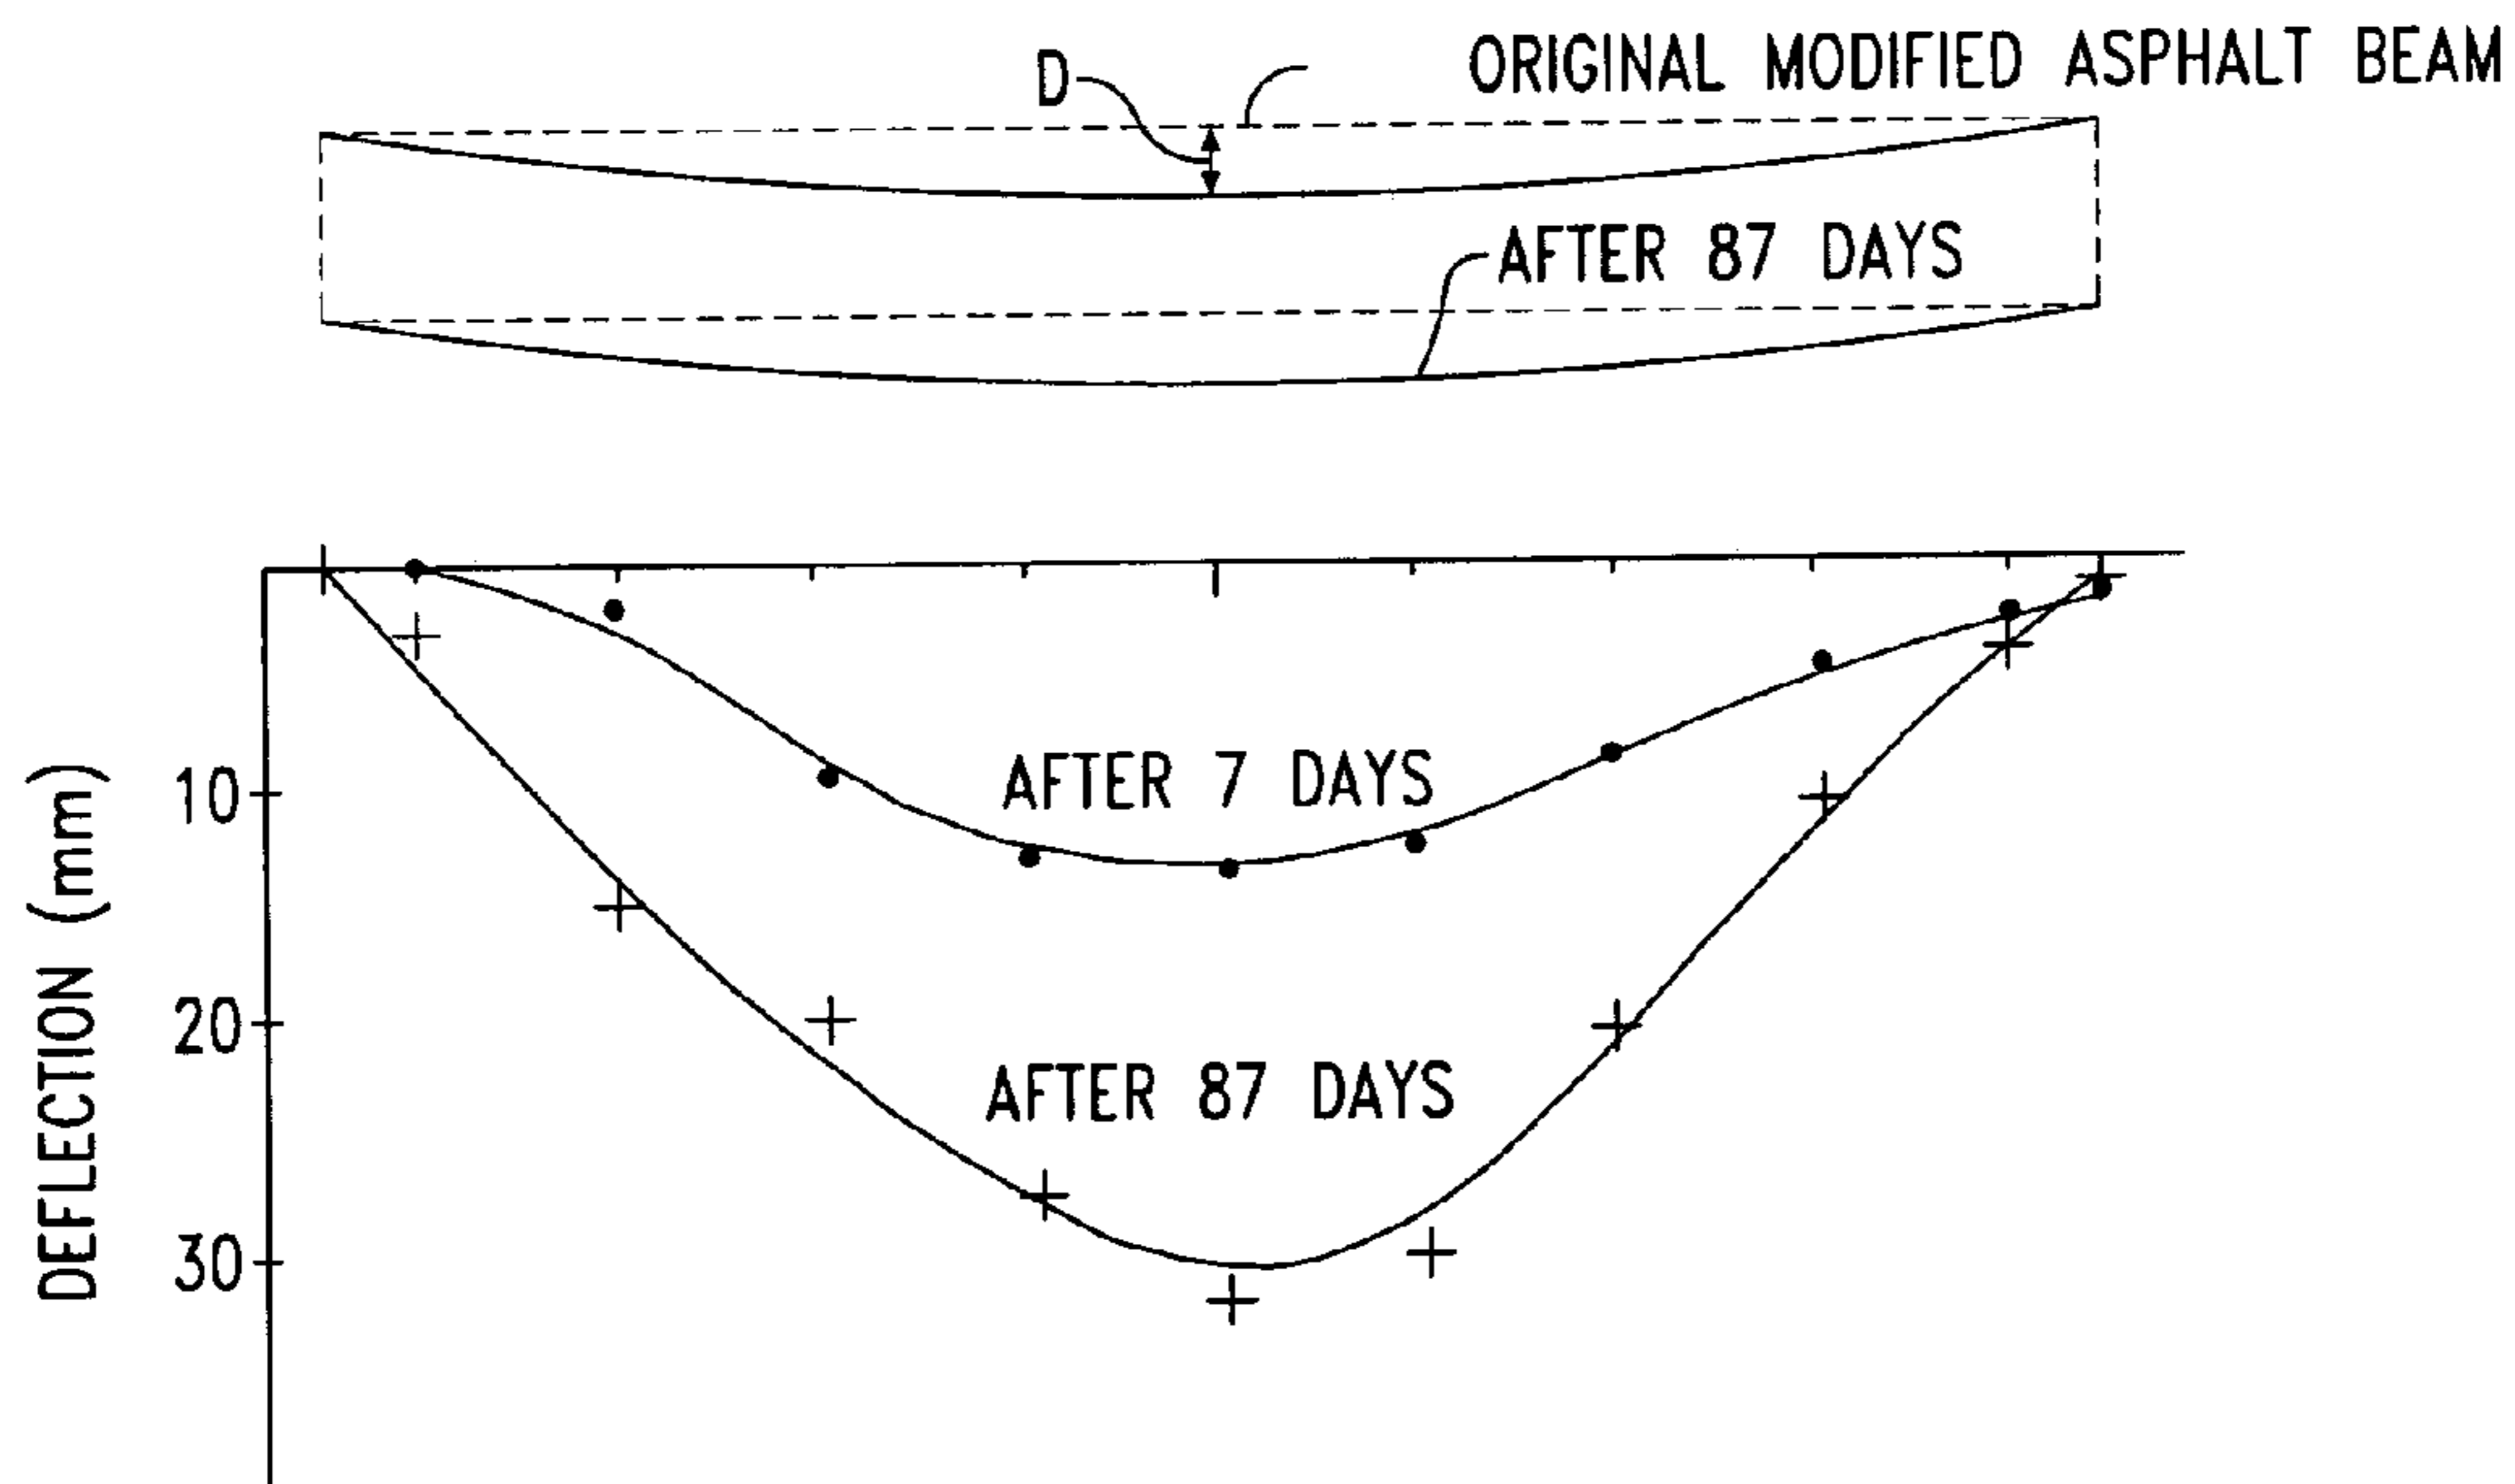 D
ORIGINAL MODIFIED ASPHALT BEAM
AFTER 87 DAYS
DEFLECTION (mm)
10
20
30
AFTER 7 DAYS
AFTER 87 DAYS